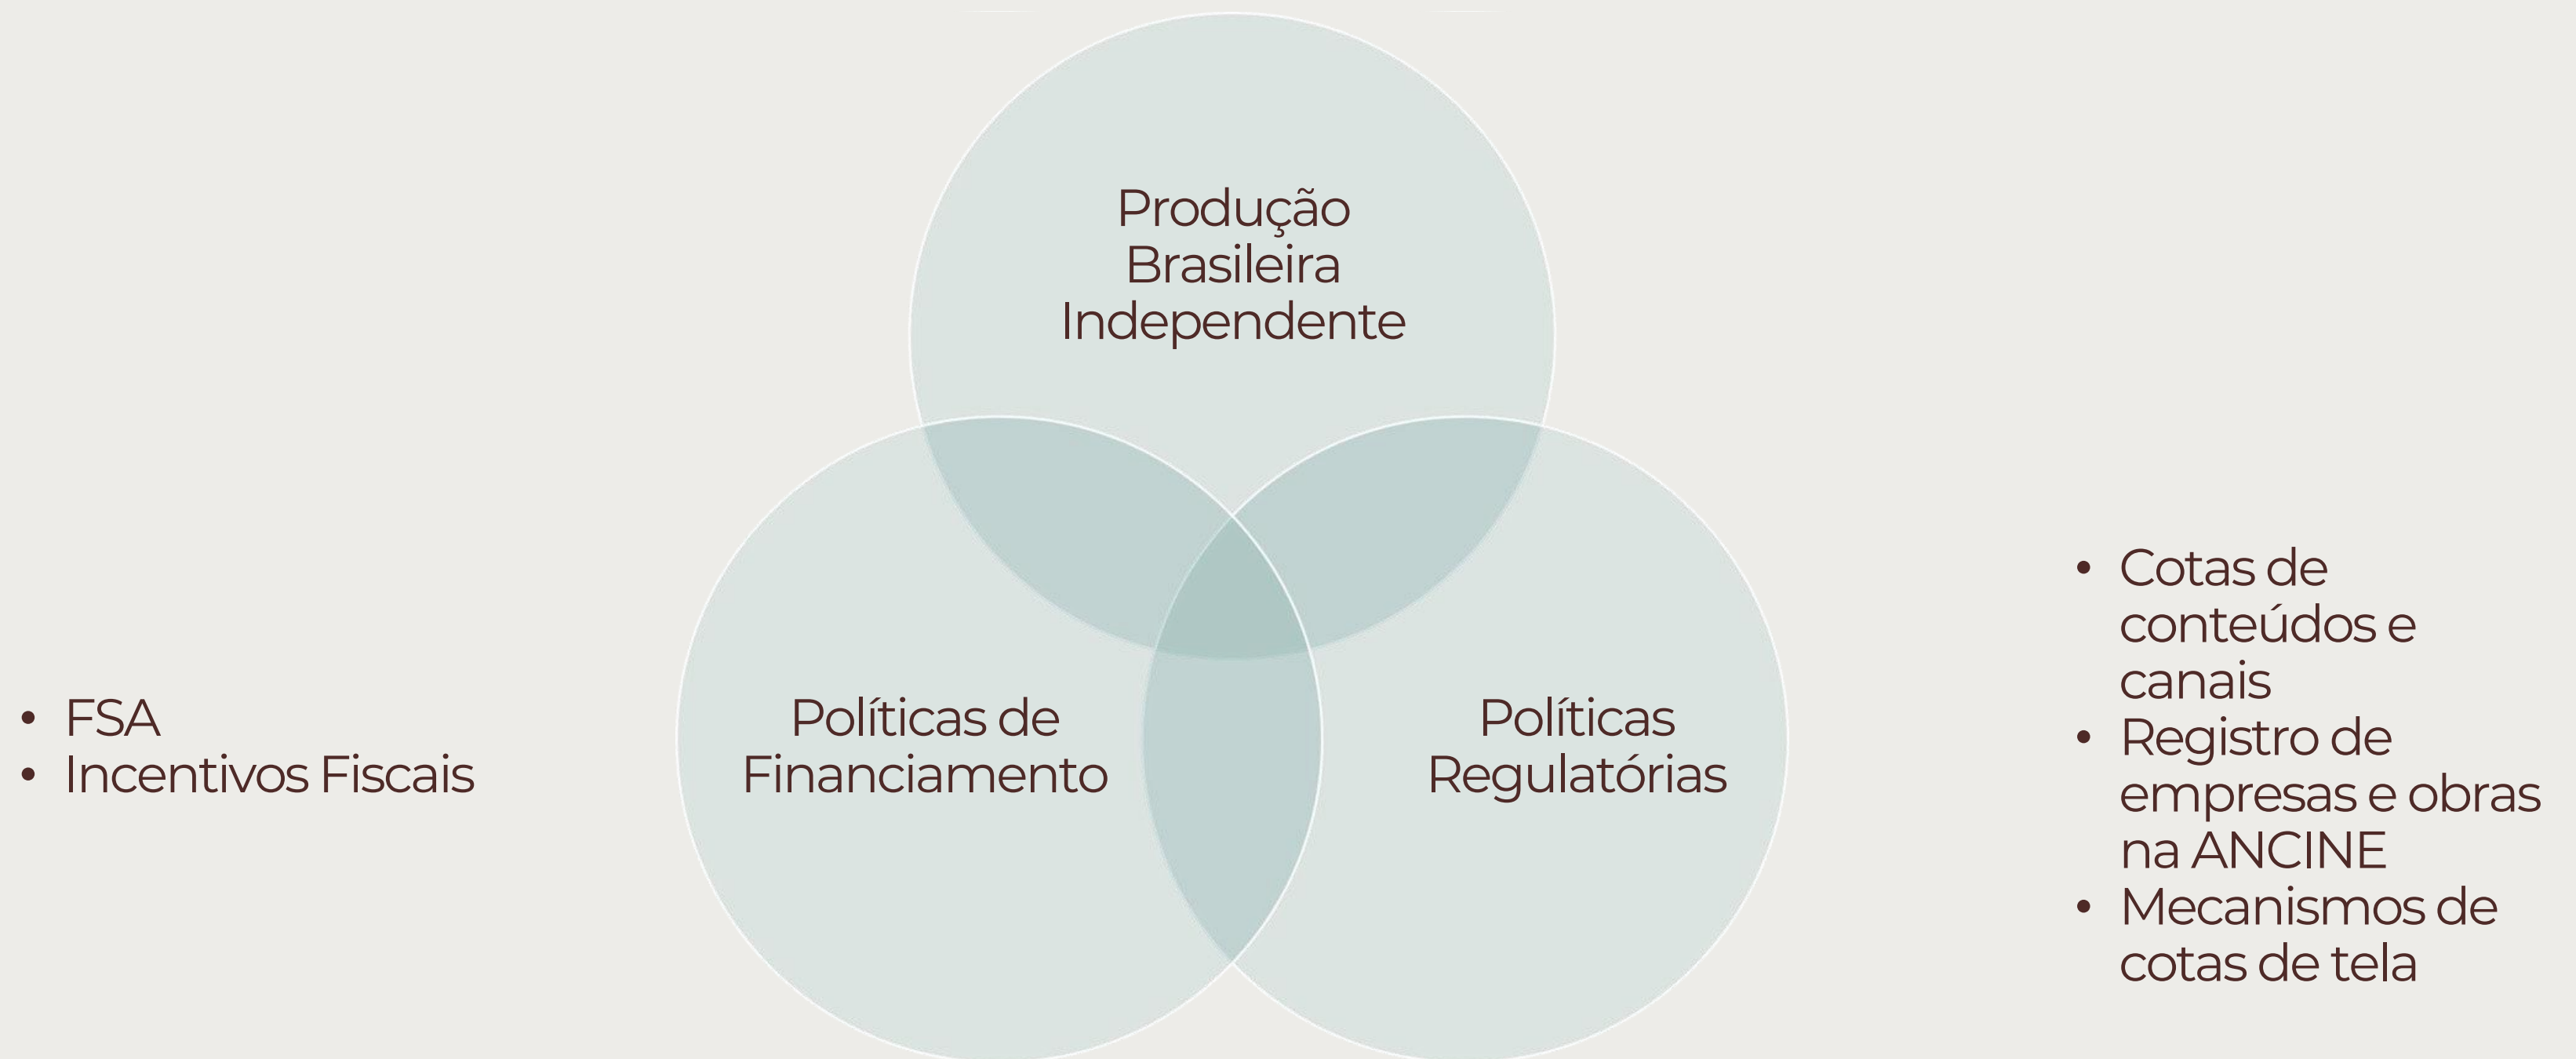 Produção
Brasileira
Independente
• FSA
• Incentivos Fiscais
Políticas de
Financiamento
Políticas
Regulatórias
• Cotas de
conteúdos e
canais
• Registro de
empresas e obras
na ANCINE
• Mecanismos de
cotas de tela